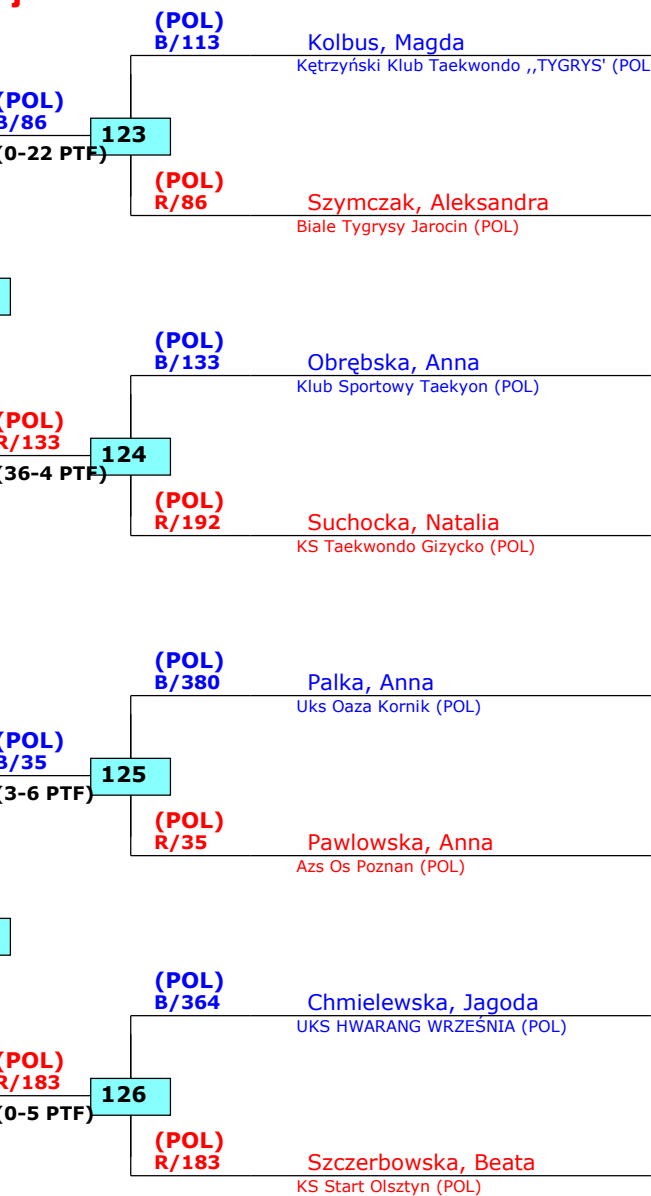 (POL)
B/113
Kolbus, Magda
Kętrzyński Klub Taekwondo ,,TYGRYS' (POL
(POL)
B/86
(0-22 PTF)
123
(POL)
R/86
Szymczak, Aleksandra
Biale Tygrysy Jarocin (POL)
(POL)
B/133
Obrębska, Anna
Klub Sportowy Taekyon (POL)
(POL)
R/133
(36-4 PTF)
124
(POL)
R/192
Suchocka, Natalia
KS Taekwondo Gizycko (POL)
(POL)
B/380
Palka, Anna
Uks Oaza Kornik (POL)
(POL)
B/35
(3-6 PTF)
125
(POL)
R/35
Pawlowska, Anna
Azs Os Poznan (POL)
(POL)
B/364
Chmielewska, Jagoda
UKS HWARANG WRZEŚNIA (POL)
(POL)
R/183
(0-5 PTF)
126
(POL)
R/183
Szczerbowska, Beata
KS Start Olsztyn (POL)